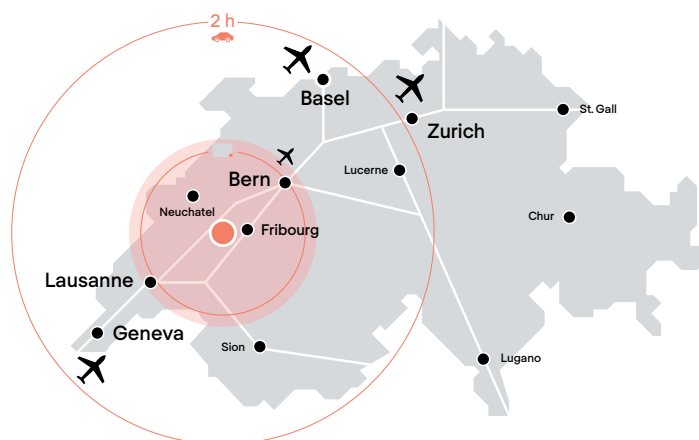 2 h
Basel
Zurich
St. Gall
Lucerne
Bern
Neuchatel
Chur
Fribourg
Lausanne
Geneva
Sion
Lugano